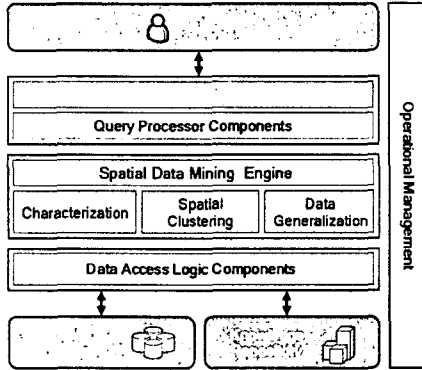 Query Processor Components
Spatial Data Mining Engine
Characterization
Spatial
Clustering
Data
Generalization
Data Access Logic Components
Operational Management